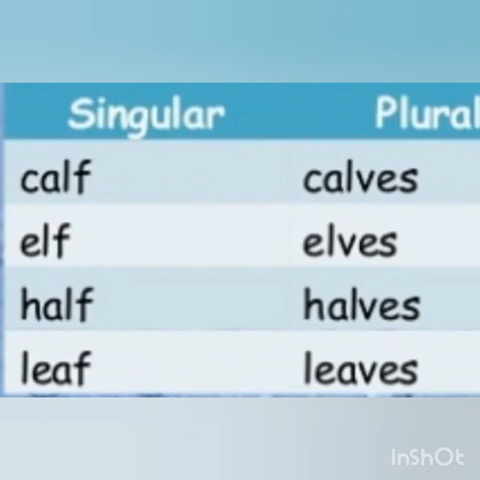 Singular Plural
calf calves
elf elves
half halves
leaf leaves
InShOt